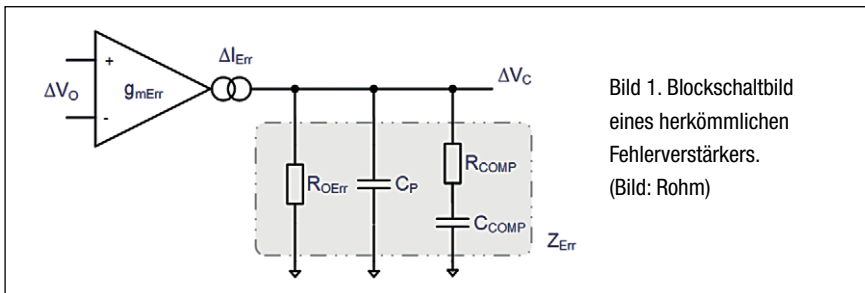 ΔV_O
+
-
g_mErr
ΔI_Err
ΔV_C
R_OErr
C_P
R_COMP
C_COMP
Z_Err
Bild 1. Blockschaltbild
eines herkömmlichen
Fehlerverstärkers.
(Bild: Rohm)